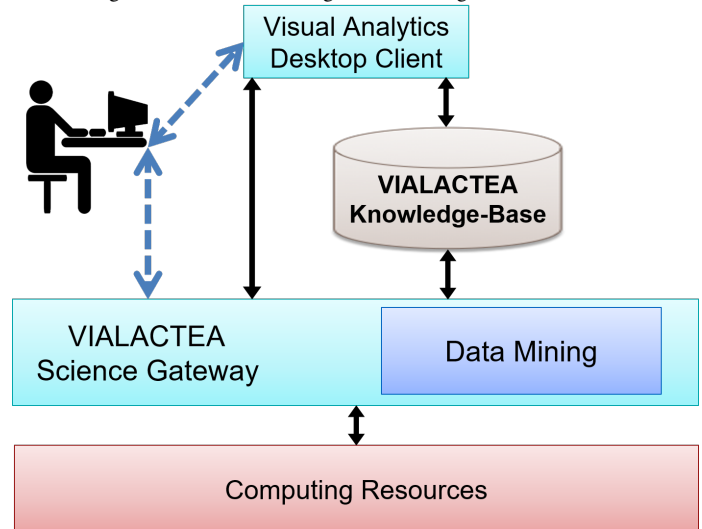 Visual Analytics
Desktop Client
VIALACTEA
Knowledge-Base
VIALACTEA
Science Gateway
Data Mining
Computing Resources